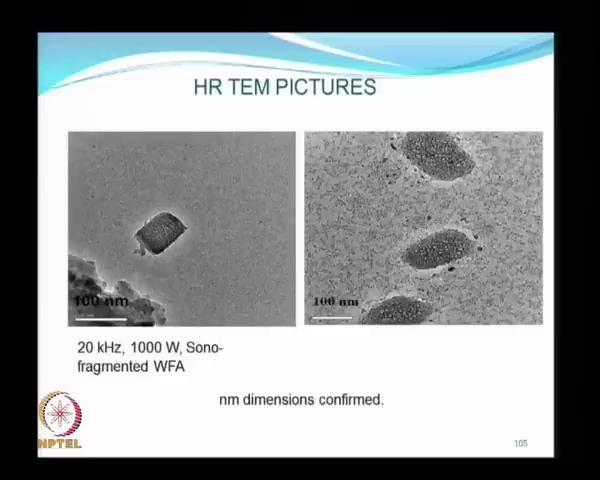 HR TEM PICTURES
100 nm
100 nm
20 kHz, 1000 W, Sono-
fragmented WFA
nm dimensions confirmed.
NPTEL
105